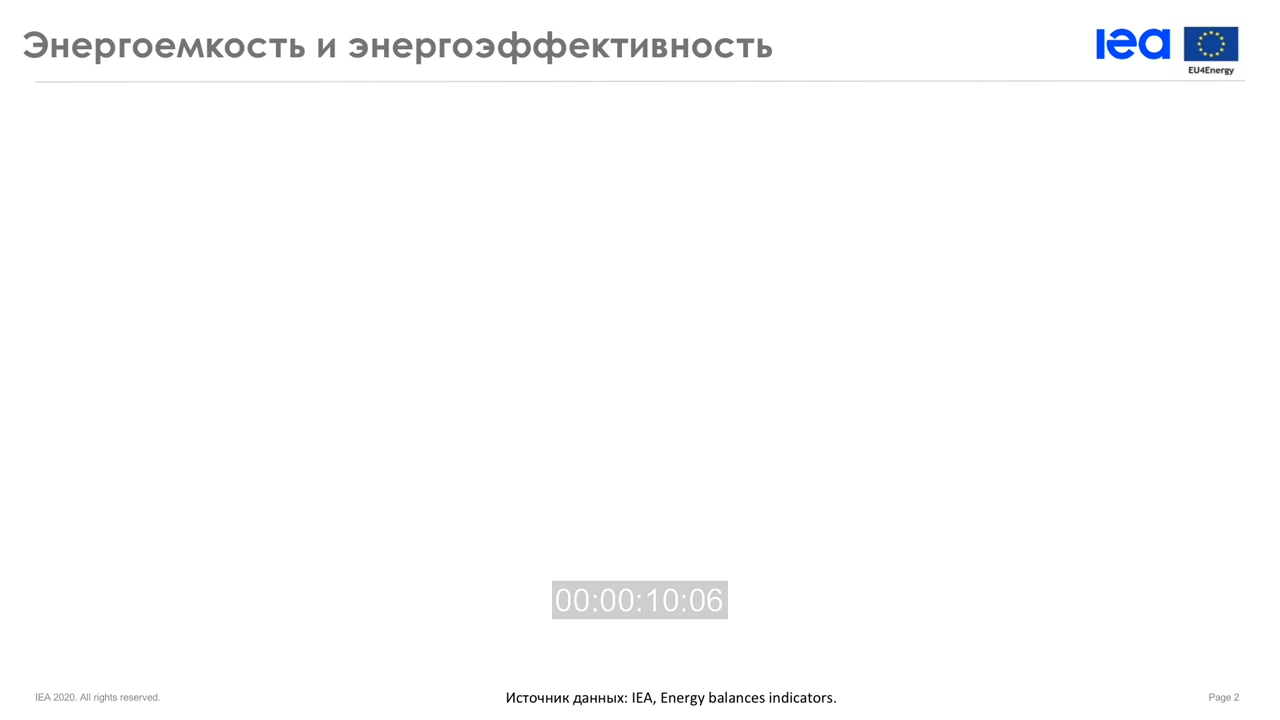 Энергоемкость и энергоэффективность
iea
EU4Energy
00:00:10:06
IEA 2020. All rights reserved.
Источник данных: IEA, Energy balances indicators.
Page 2